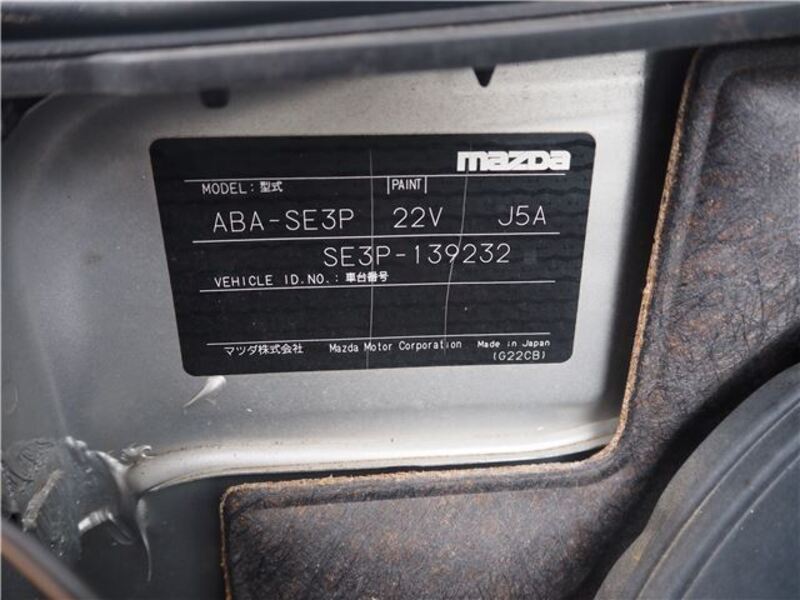 mazda
MODEL: 型式 PAINT
ABA-SE3P 22V J5A
SE3P-139232
VEHICLE ID.NO.: 車台番号
マツダ株式会社 Mazda Motor Corporation Made in Japan
(G22CB)